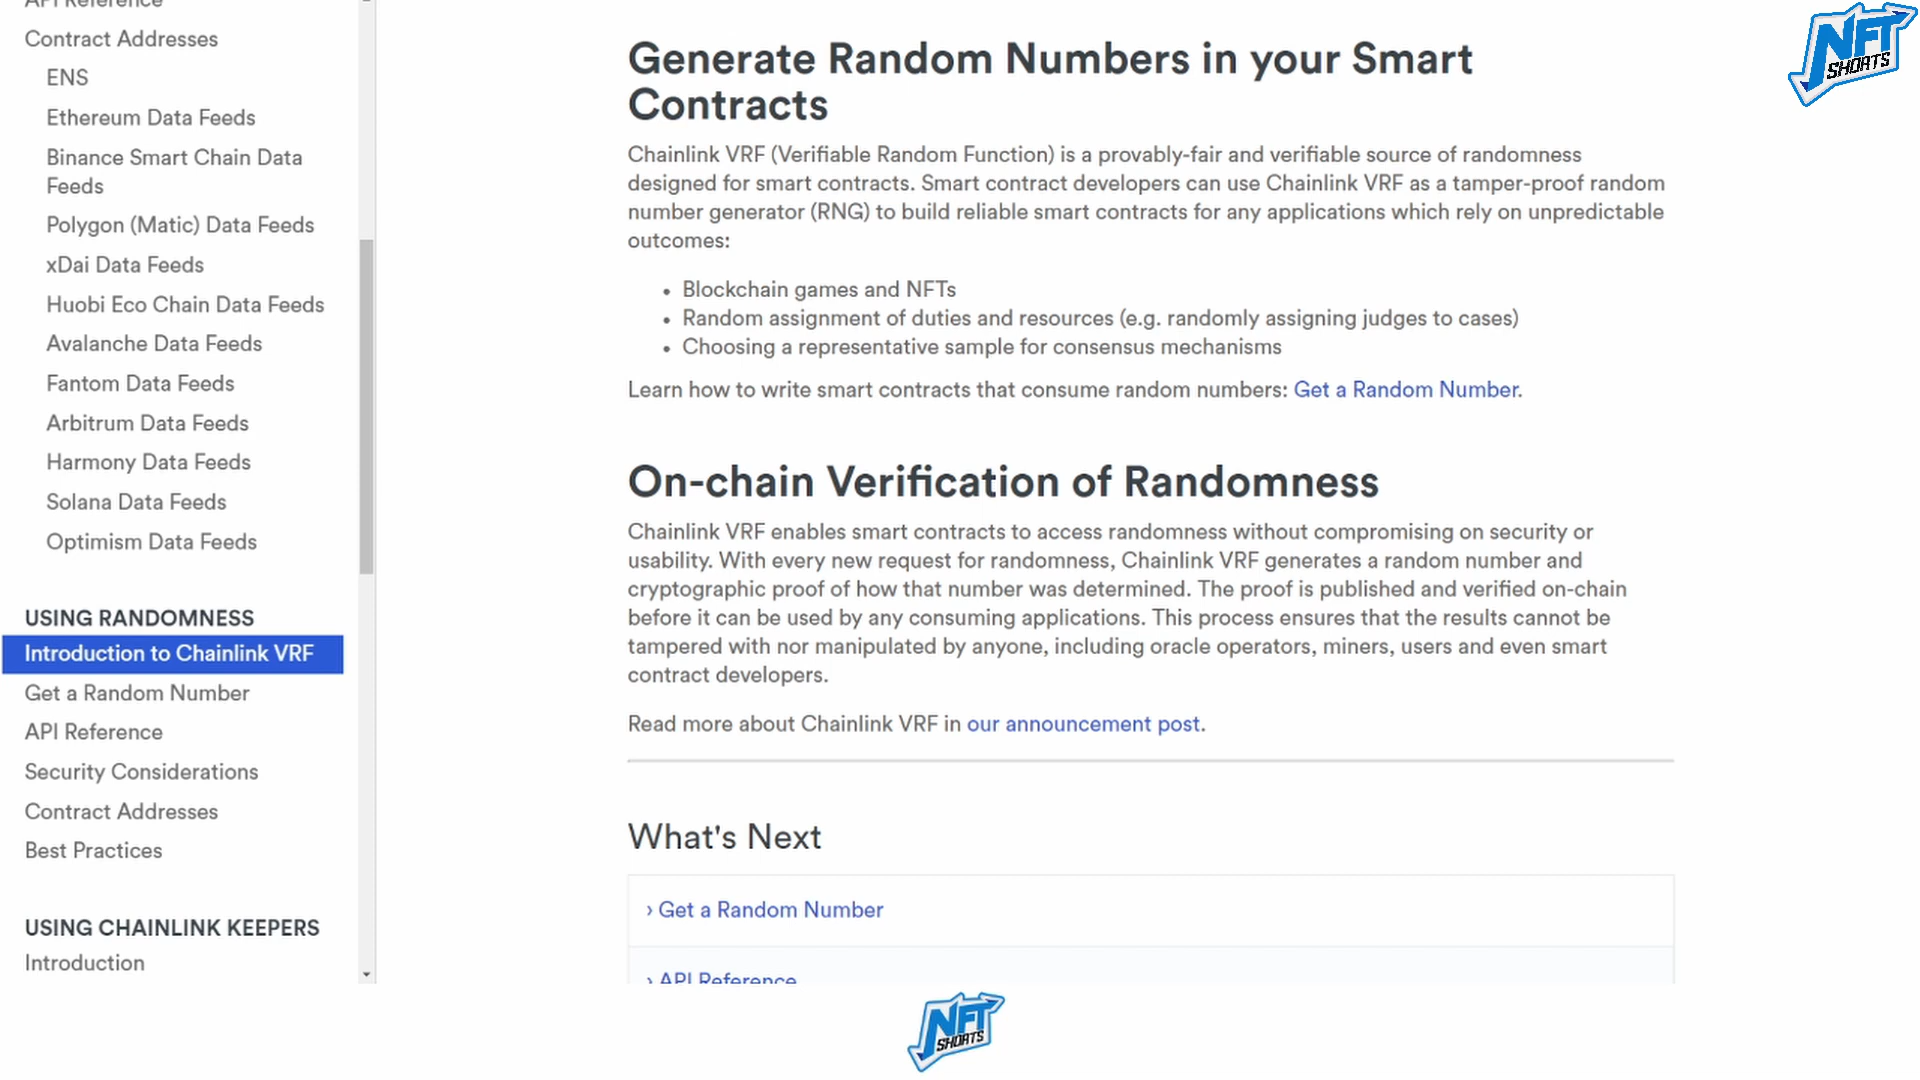 API Reference
Contract Addresses
ENS
Ethereum Data Feeds
Binance Smart Chain Data
Feeds
Polygon (Matic) Data Feeds
xDai Data Feeds
Huobi Eco Chain Data Feeds
Avalanche Data Feeds
Fantom Data Feeds
Arbitrum Data Feeds
Harmony Data Feeds
Solana Data Feeds
Optimism Data Feeds
USING RANDOMNESS
Introduction to Chainlink VRF
Get a Random Number
API Reference
Security Considerations
Contract Addresses
Best Practices
USING CHAINLINK KEEPERS
Introduction
Generate Random Numbers in your Smart
Contracts
Chainlink VRF (Verifiable Random Function) is a provably-fair and verifiable source of randomness
designed for smart contracts. Smart contract developers can use Chainlink VRF as a tamper-proof random
number generator (RNG) to build reliable smart contracts for any applications which rely on unpredictable
outcomes:
• Blockchain games and NFTs
• Random assignment of duties and resources (e.g. randomly assigning judges to cases)
• Choosing a representative sample for consensus mechanisms
Learn how to write smart contracts that consume random numbers: Get a Random Number.
On-chain Verification of Randomness
Chainlink VRF enables smart contracts to access randomness without compromising on security or
usability. With every new request for randomness, Chainlink VRF generates a random number and
cryptographic proof of how that number was determined. The proof is published and verified on-chain
before it can be used by any consuming applications. This process ensures that the results cannot be
tampered with nor manipulated by anyone, including oracle operators, miners, users and even smart
contract developers.
Read more about Chainlink VRF in our announcement post.
What's Next
› Get a Random Number
› API Reference
NFT
SHORTS
NFT
SHORTS